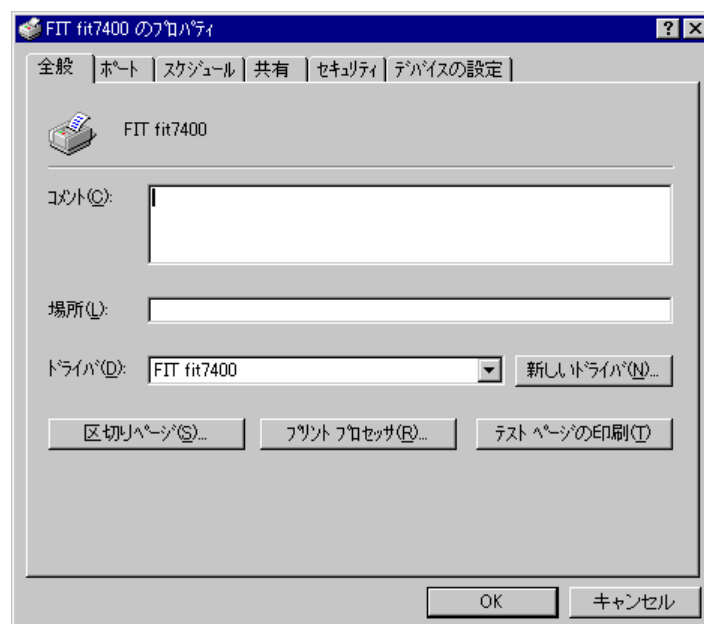 FIT fit7400 のﾌﾟﾛﾊﾟﾃｨ
全般 ﾎﾟｰﾄ ｽｹｼﾞｭｰﾙ 共有 ｾｷｭﾘﾃｨ ﾃﾞﾊﾞｲｽの設定
FIT fit7400
ｺﾒﾝﾄ(C):
場所(L):
ﾄﾞﾗｲﾊﾞ(D): FIT fit7400 新しいﾄﾞﾗｲﾊﾞ(N)...
区切りﾍﾟｰｼﾞ(S)... ﾌﾟﾘﾝﾄ ﾌﾟﾛｾｯｻ(R)... ﾃｽﾄ ﾍﾟｰｼﾞの印刷(T)
OK キャンセル